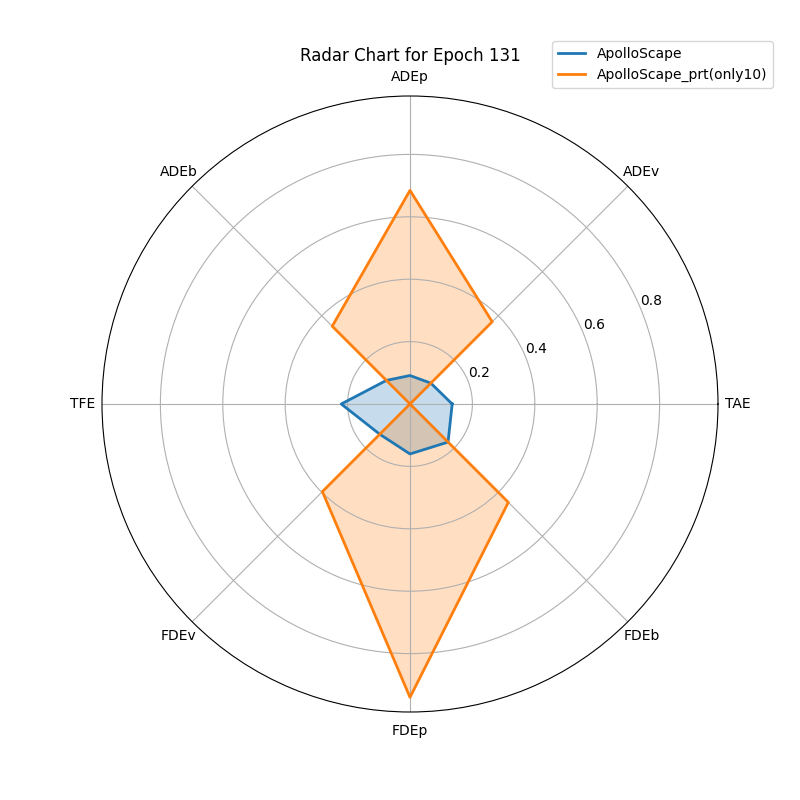 Radar Chart for Epoch 131
ApolloScape
ApolloScape_prt(only10)
ADEp
ADEb
ADEv
0.8
0.6
0.4
0.2
TFE
TAE
FDEv
FDEb
FDEp